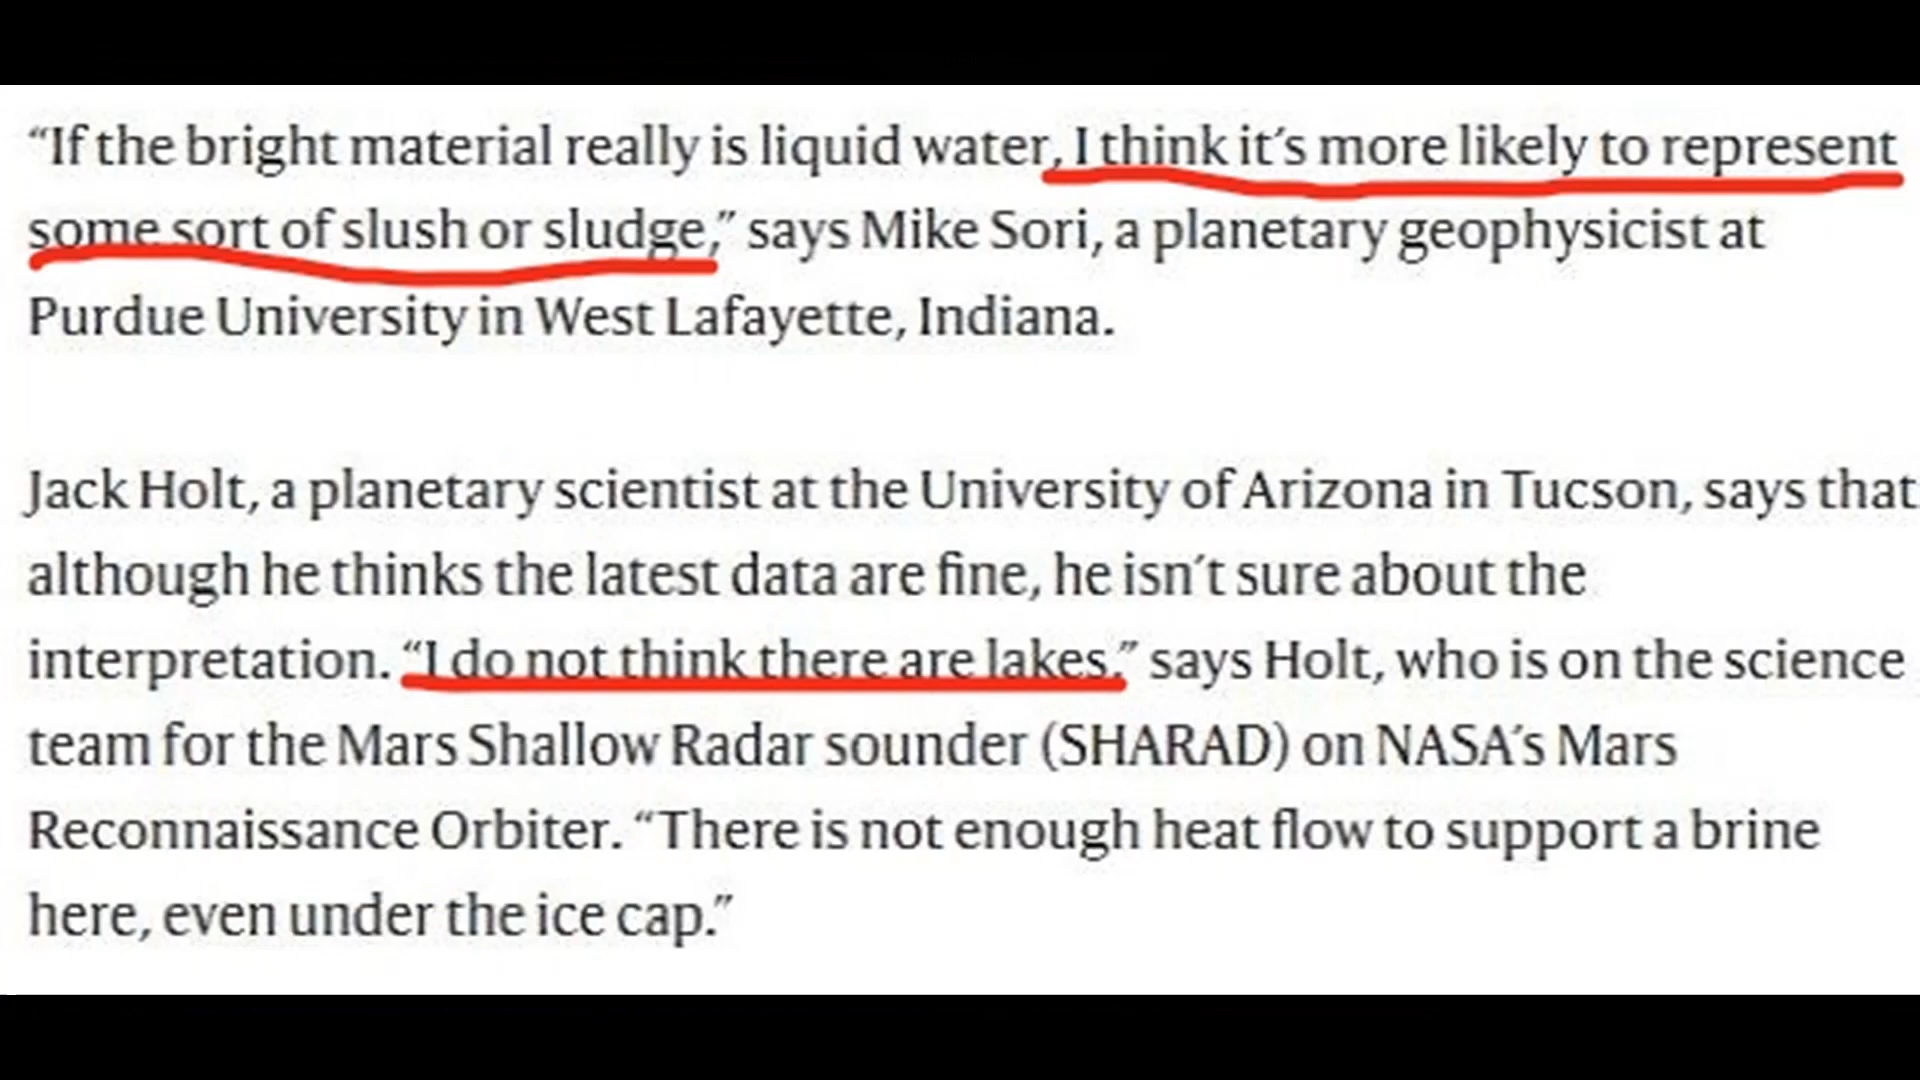 “If the bright material really is liquid water, I think it’s more likely to represent
some sort of slush or sludge,” says Mike Sori, a planetary geophysicist at
Purdue University in West Lafayette, Indiana.
Jack Holt, a planetary scientist at the University of Arizona in Tucson, says that
although he thinks the latest data are fine, he isn’t sure about the
interpretation. “I do not think there are lakes,” says Holt, who is on the science
team for the Mars Shallow Radar sounder (SHARAD) on NASA’s Mars
Reconnaissance Orbiter. “There is not enough heat flow to support a brine
here, even under the ice cap.”